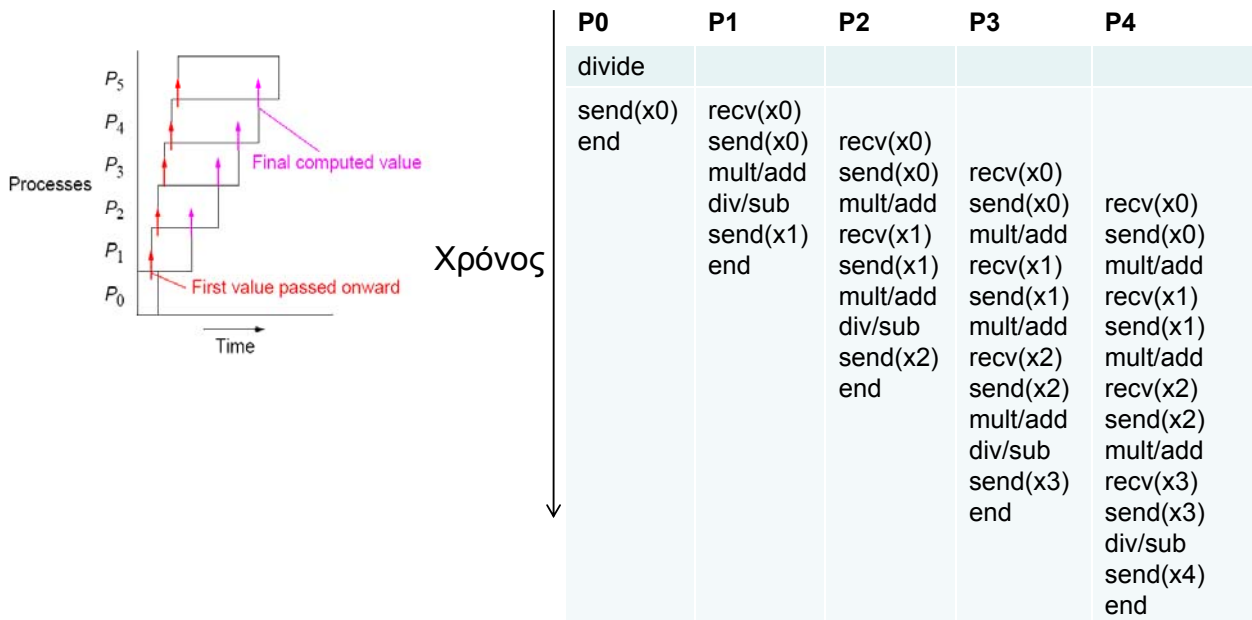 P5
P4
P3
P2
P1
P0
Processes
Final computed value
First value passed onward
Time
Χρόνος
P0 P1 P2 P3 P4
divide
send(x0)
end
recv(x0)
send(x0)
mult/add
div/sub
send(x1)
end
recv(x0)
send(x0)
mult/add
recv(x1)
send(x1)
mult/add
div/sub
send(x2)
end
recv(x0)
send(x0)
mult/add
recv(x1)
send(x1)
mult/add
recv(x2)
send(x2)
mult/add
div/sub
send(x3)
end
recv(x0)
send(x0)
mult/add
recv(x1)
send(x1)
mult/add
recv(x2)
send(x2)
mult/add
recv(x3)
send(x3)
div/sub
send(x4)
end